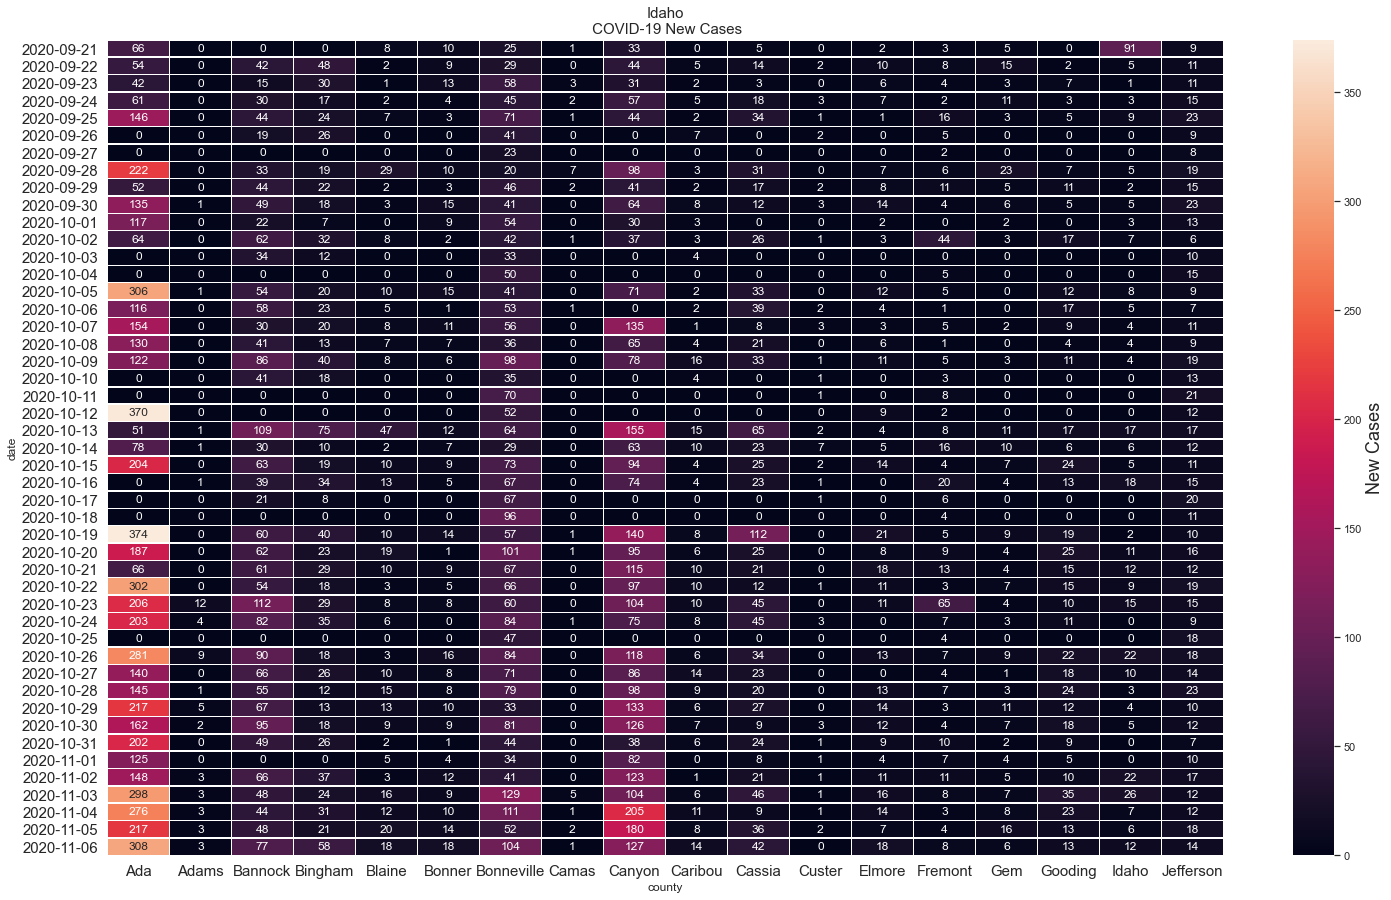 Idaho
COVID-19 New Cases
2020-09-21 66 0 0 0 8 10 25 1 33 0 5 0 2 3 5 0 91 9
2020-09-22 54 0 42 48 2 9 29 0 44 5 14 2 10 8 15 2 5 11
2020-09-23 42 0 15 30 1 13 58 3 31 2 3 0 6 4 3 7 1 11
2020-09-24 61 0 30 17 2 4 45 2 57 5 18 3 7 2 11 3 3 15
2020-09-25 146 0 44 24 7 3 71 1 44 2 34 1 1 16 3 5 9 23
2020-09-26 0 0 19 26 0 0 41 0 0 7 0 2 0 5 0 0 0 9
2020-09-27 0 0 0 0 0 0 23 0 0 0 0 0 0 2 0 0 0 8
2020-09-28 222 0 33 19 29 10 20 7 98 3 31 0 7 6 23 7 5 19
2020-09-29 52 0 44 22 2 3 46 2 41 2 17 2 8 11 5 11 2 15
2020-09-30 135 1 49 18 3 15 41 0 64 8 12 3 14 4 6 5 5 23
2020-10-01 117 0 22 7 0 9 54 0 30 3 0 0 2 0 2 0 3 13
2020-10-02 64 0 62 32 8 2 42 1 37 3 26 1 3 44 3 17 7 6
2020-10-03 0 0 34 12 0 0 33 0 0 4 0 0 0 0 0 0 0 10
2020-10-04 0 0 0 0 0 0 50 0 0 0 0 0 0 5 0 0 0 15
2020-10-05 306 1 54 20 10 15 41 0 71 2 33 0 12 5 0 12 8 9
2020-10-06 116 0 58 23 5 1 53 1 0 2 39 2 4 1 0 17 5 7
2020-10-07 154 0 30 20 8 11 56 0 135 1 8 3 3 5 2 9 4 11
2020-10-08 130 0 41 13 7 7 36 0 65 4 21 0 6 1 0 4 4 9
2020-10-09 122 0 86 40 8 6 98 0 78 16 33 1 11 5 3 11 4 19
2020-10-10 0 0 41 18 0 0 35 0 0 4 0 1 0 3 0 0 0 13
2020-10-11 0 0 0 0 0 0 70 0 0 0 0 1 0 8 0 0 0 21
2020-10-12 370 0 0 0 0 0 52 0 0 0 0 0 9 2 0 0 0 12
2020-10-13 51 1 109 75 47 12 64 0 155 15 65 2 4 8 11 17 17 17
2020-10-14 78 1 30 10 2 7 29 0 63 10 23 7 5 16 10 6 6 12
2020-10-15 204 0 63 19 10 9 73 0 94 4 25 2 14 4 7 24 5 11
2020-10-16 0 1 39 34 13 5 67 0 74 4 23 1 0 20 4 13 18 15
2020-10-17 0 0 21 8 0 0 67 0 0 0 0 1 0 6 0 0 0 20
2020-10-18 0 0 0 0 0 0 96 0 0 0 0 0 0 4 0 0 0 11
2020-10-19 374 0 60 40 10 14 57 1 140 8 112 0 21 5 9 19 2 10
2020-10-20 187 0 62 23 19 1 101 1 95 6 25 0 8 9 4 25 11 16
2020-10-21 66 0 61 29 10 9 67 0 115 10 21 0 18 13 4 15 12 12
2020-10-22 302 0 54 18 3 5 66 0 97 10 12 1 11 3 7 15 9 19
2020-10-23 206 12 112 29 8 8 60 0 104 10 45 0 11 65 4 10 15 15
2020-10-24 203 4 82 35 6 0 84 1 75 8 45 3 0 7 3 11 0 9
2020-10-25 0 0 0 0 0 0 47 0 0 0 0 0 0 4 0 0 0 18
2020-10-26 281 9 90 18 3 16 84 0 118 6 34 0 13 7 9 22 22 18
2020-10-27 140 0 66 26 10 8 71 0 86 14 23 0 0 4 1 18 10 14
2020-10-28 145 1 55 12 15 8 79 0 98 9 20 0 13 7 3 24 3 23
2020-10-29 217 5 67 13 13 10 33 0 133 6 27 0 14 3 11 12 4 10
2020-10-30 162 2 95 18 9 9 81 0 126 7 9 3 12 4 7 18 5 12
2020-10-31 202 0 49 26 2 1 44 0 38 6 24 1 9 10 2 9 0 7
2020-11-01 125 0 0 0 5 4 34 0 82 0 8 1 4 7 4 5 0 10
2020-11-02 148 3 66 37 3 12 41 0 123 1 21 1 11 11 5 10 22 17
2020-11-03 298 3 48 24 16 9 129 5 104 6 46 1 16 8 7 35 26 12
2020-11-04 276 3 44 31 12 10 111 1 205 11 9 1 14 3 8 23 7 12
2020-11-05 217 3 48 21 20 14 52 2 180 8 36 2 7 4 16 13 6 18
2020-11-06 308 3 77 58 18 18 104 1 127 14 42 0 18 8 6 13 12 14
Ada Adams Bannock Bingham Blaine Bonner Bonneville Camas Canyon Caribou Cassia Custer Elmore Fremont Gem Gooding Idaho Jefferson
county
date
350
300
250
200
150
100
50
0
New Cases